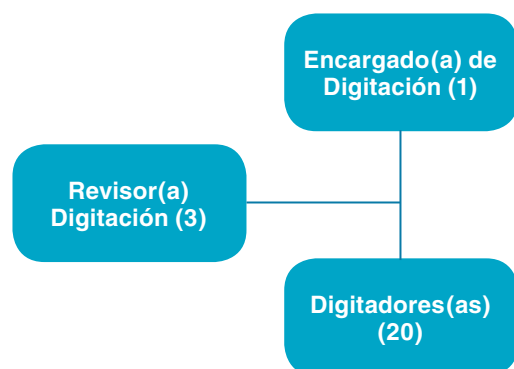 Encargado(a) de
Digitación (1)
Revisor(a)
Digitación (3)
Digitadores(as)
(20)